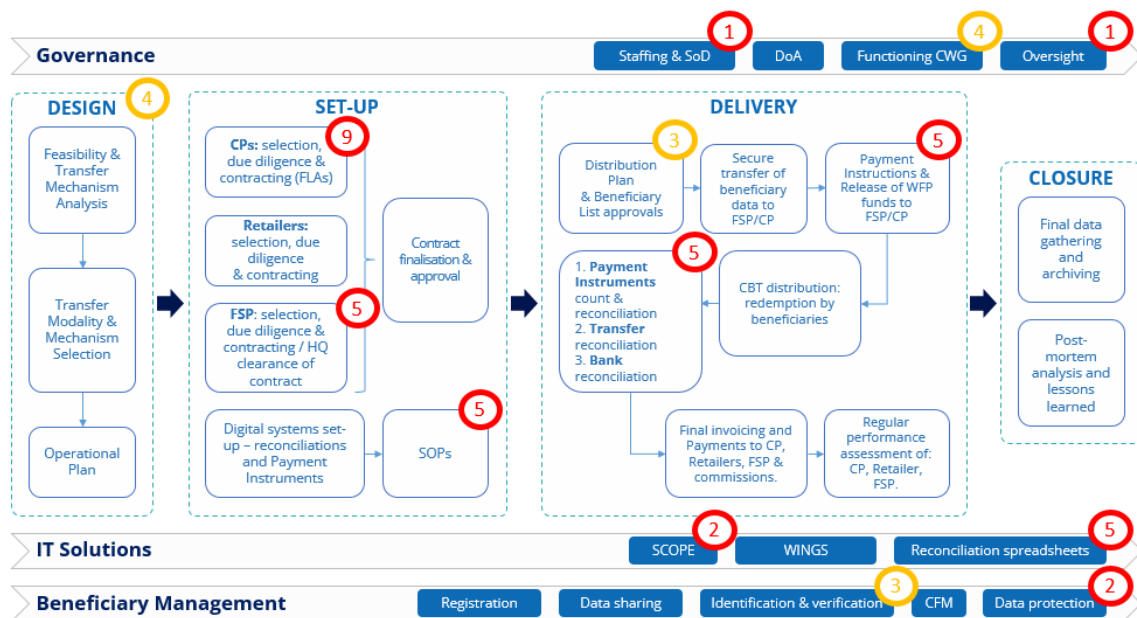 1
4
1
Governance
Staffing & SoD
DoA
Functioning CWG
Oversight
DESIGN
4
Feasibility &
Transfer
Mechanism
Analysis
Transfer
Modality &
Mechanism
Selection
Operational
Plan
SET-UP
9
CPs: selection,
due diligence &
contracting (FLAs)
Retailers:
selection, due
diligence
& contracting
5
FSP: selection,
due diligence &
contracting / HQ
clearance of
contract
Contract
finalisation &
approval
Digital systems set-
up – reconciliations
and Payment
Instruments
5
SOPs
DELIVERY
3
Distribution
Plan
& Beneficiary
List approvals
Secure
transfer of
beneficiary
data to
FSP/CP
5
Payment
Instructions &
Release of WFP
funds to
FSP/CP
5
1. Payment
Instruments
count &
reconciliation
2. Transfer
reconciliation
3. Bank
reconciliation
CBT distribution:
redemption by
beneficiaries
Final invoicing and
Payments to CP,
Retailers, FSP &
commissions.
Regular
performance
assessment of:
CP, Retailer,
FSP.
CLOSURE
Final data
gathering
and
archiving
Post-
mortem
analysis and
lessons
learned
2
5
IT Solutions
SCOPE
WINGS
Reconciliation spreadsheets
3
2
Beneficiary Management
Registration
Data sharing
Identification & verification
CFM
Data protection